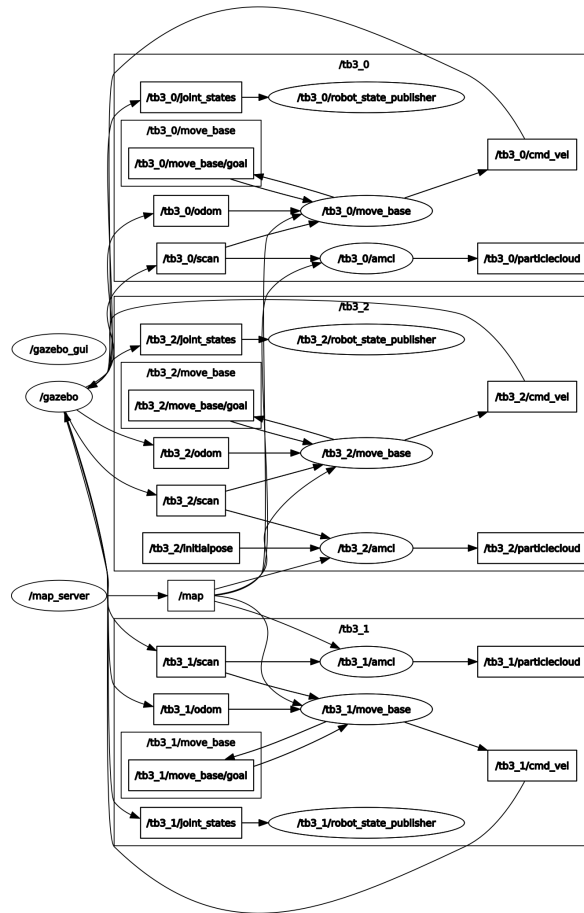 /tb3_0
/tb3_0/joint_states
/tb3_0/robot_state_publisher
/tb3_0/move_base
/tb3_0/move_base/goal
/tb3_0/cmd_vel
/tb3_0/odom
/tb3_0/move_base
/tb3_0/scan
/tb3_0/amcl
/tb3_0/particlecloud
/tb3_2
/tb3_2/joint_states
/tb3_2/robot_state_publisher
/gazebo_gui
/tb3_2/move_base
/gazebo
/tb3_2/move_base/goal
/tb3_2/cmd_vel
/tb3_2/odom
/tb3_2/move_base
/tb3_2/scan
/tb3_2/initialpose
/tb3_2/amcl
/tb3_2/particlecloud
/map_server
/map
/tb3_1
/tb3_1/scan
/tb3_1/amcl
/tb3_1/particlecloud
/tb3_1/odom
/tb3_1/move_base
/tb3_1/move_base
/tb3_1/move_base/goal
/tb3_1/cmd_vel
/tb3_1/joint_states
/tb3_1/robot_state_publisher